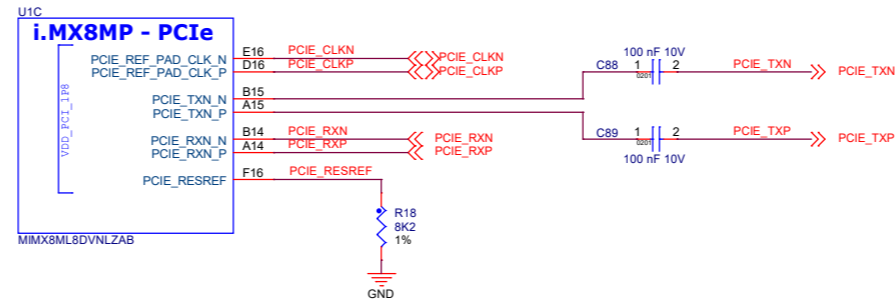 U1C
i.MX8MP - PCIe
VDD_PCI_1P8
PCIE_REF_PAD_CLK_N E16 PCIE_CLKN PCIE_CLKN
PCIE_REF_PAD_CLK_P D16 PCIE_CLKP PCIE_CLKP
100 nF 10V
C88 1 2 PCIE_TXN PCIE_TXN
0201
PCIE_TXN_N B15
PCIE_TXN_P A15
C89 1 2 PCIE_TXP PCIE_TXP
0201
100 nF 10V
PCIE_RXN_N B14 PCIE_RXN PCIE_RXN
PCIE_RXN_P A14 PCIE_RXP PCIE_RXP
PCIE_RESREF F16 PCIE_RESREF
R18
8K2
1%
MIMX8ML8DVNLZAB
GND